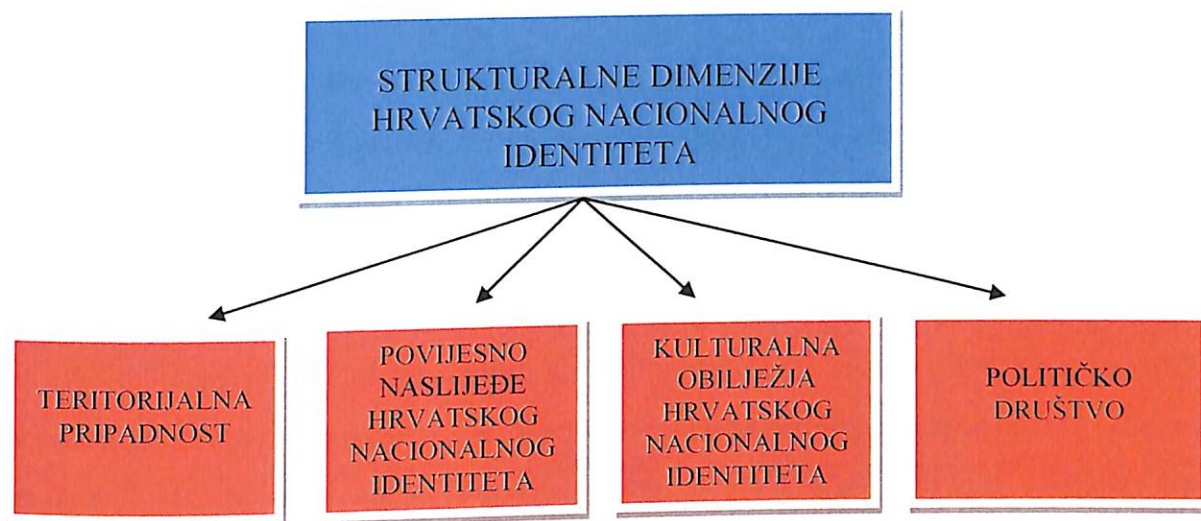 STRUKTURALNE DIMENZIJE
HRVATSKOG NACIONALNOG
IDENTITETA
TERITORIJALNA
PRIPADNOST
POVIJESNO
NASLIJEĐE
HRVATSKOG
NACIONALNOG
IDENTITETA
KULTURALNA
OBILJEŽJA
HRVATSKOG
NACIONALNOG
IDENTITETA
POLITIČKO
DRUŠTVO